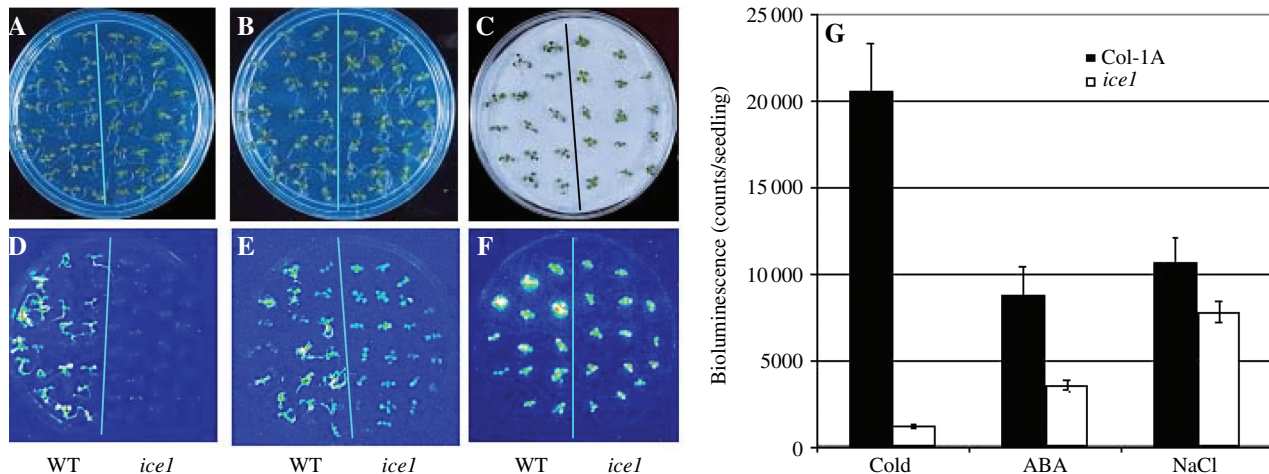 A
B
C
D
E
F
WT
ice1
WT
ice1
WT
ice1
G
Bioluminescence (counts/seedling)
25 000
20 000
15 000
10 000
5000
0
Col-1A
ice1
Cold
ABA
NaCl